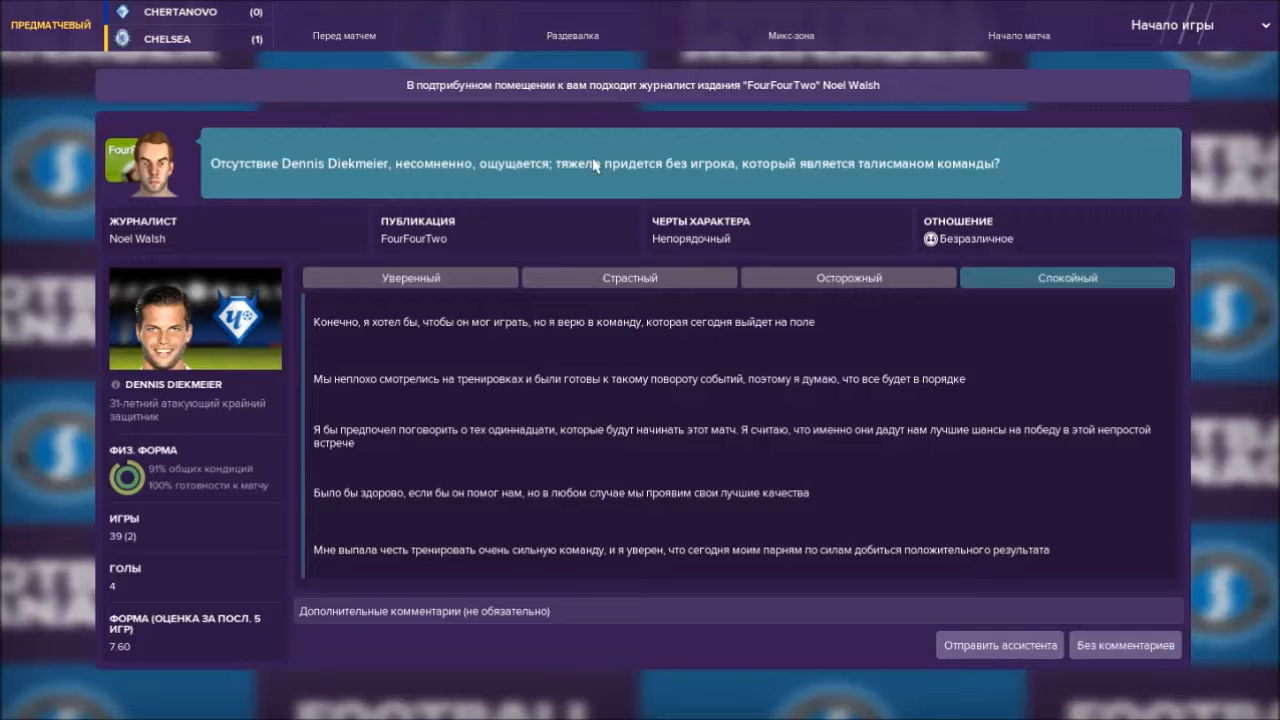 ПРЕДМАТЧЕВЫЙ
CHERTANOVO (0)
CHELSEA (1)
Перед матчем Раздевалка Микс-зона Начало матча
Начало игры
В подтрибунном помещении к вам подходит журналист издания "FourFourTwo" Noel Walsh
Отсутствие Dennis Diekmeier, несомненно, ощущается; тяжело придется без игрока, который является талисманом команды?
ЖУРНАЛИСТ ПУБЛИКАЦИЯ ЧЕРТЫ ХАРАКТЕРА ОТНОШЕНИЕ
Noel Walsh FourFourTwo Непорядочный Безразличное
Уверенный Страстный Осторожный Спокойный
Конечно, я хотел бы, чтобы он мог играть, но я верю в команду, которая сегодня выйдет на поле
Мы неплохо смотрелись на тренировках и были готовы к такому повороту событий, поэтому я думаю, что все будет в порядке
Я бы предпочел поговорить о тех одиннадцати, которые будут начинать этот матч. Я считаю, что именно они дадут нам лучшие шансы на победу в этой непростой
встрече
Было бы здорово, если бы он помог нам, но в любом случае мы проявим свои лучшие качества
Мне выпала честь тренировать очень сильную команду, и я уверен, что сегодня моим парням по силам добиться положительного результата
DENNIS DIEKMEIER
31-летний атакующий крайний
защитник
ФИЗ. ФОРМА
91% общих кондиций
100% готовности к матчу
ИГРЫ
39 (2)
ГОЛЫ
4
ФОРМА (ОЦЕНКА ЗА ПОСЛ. 5
ИГР)
7.60
Дополнительные комментарии (не обязательно)
Отправить ассистента Без комментариев